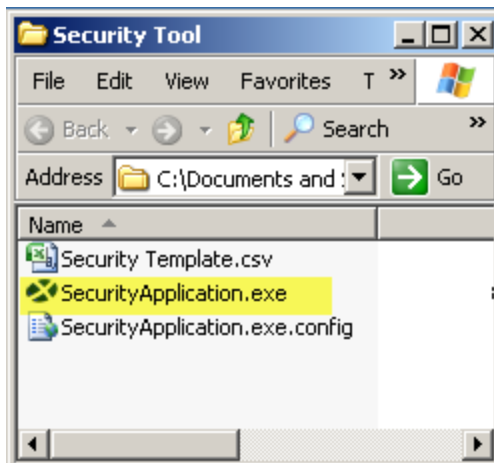 Security Tool
File Edit View Favorites T »
Back Search »
Address C:\Documents and Go
Name
Security Template.csv
SecurityApplication.exe
SecurityApplication.exe.config